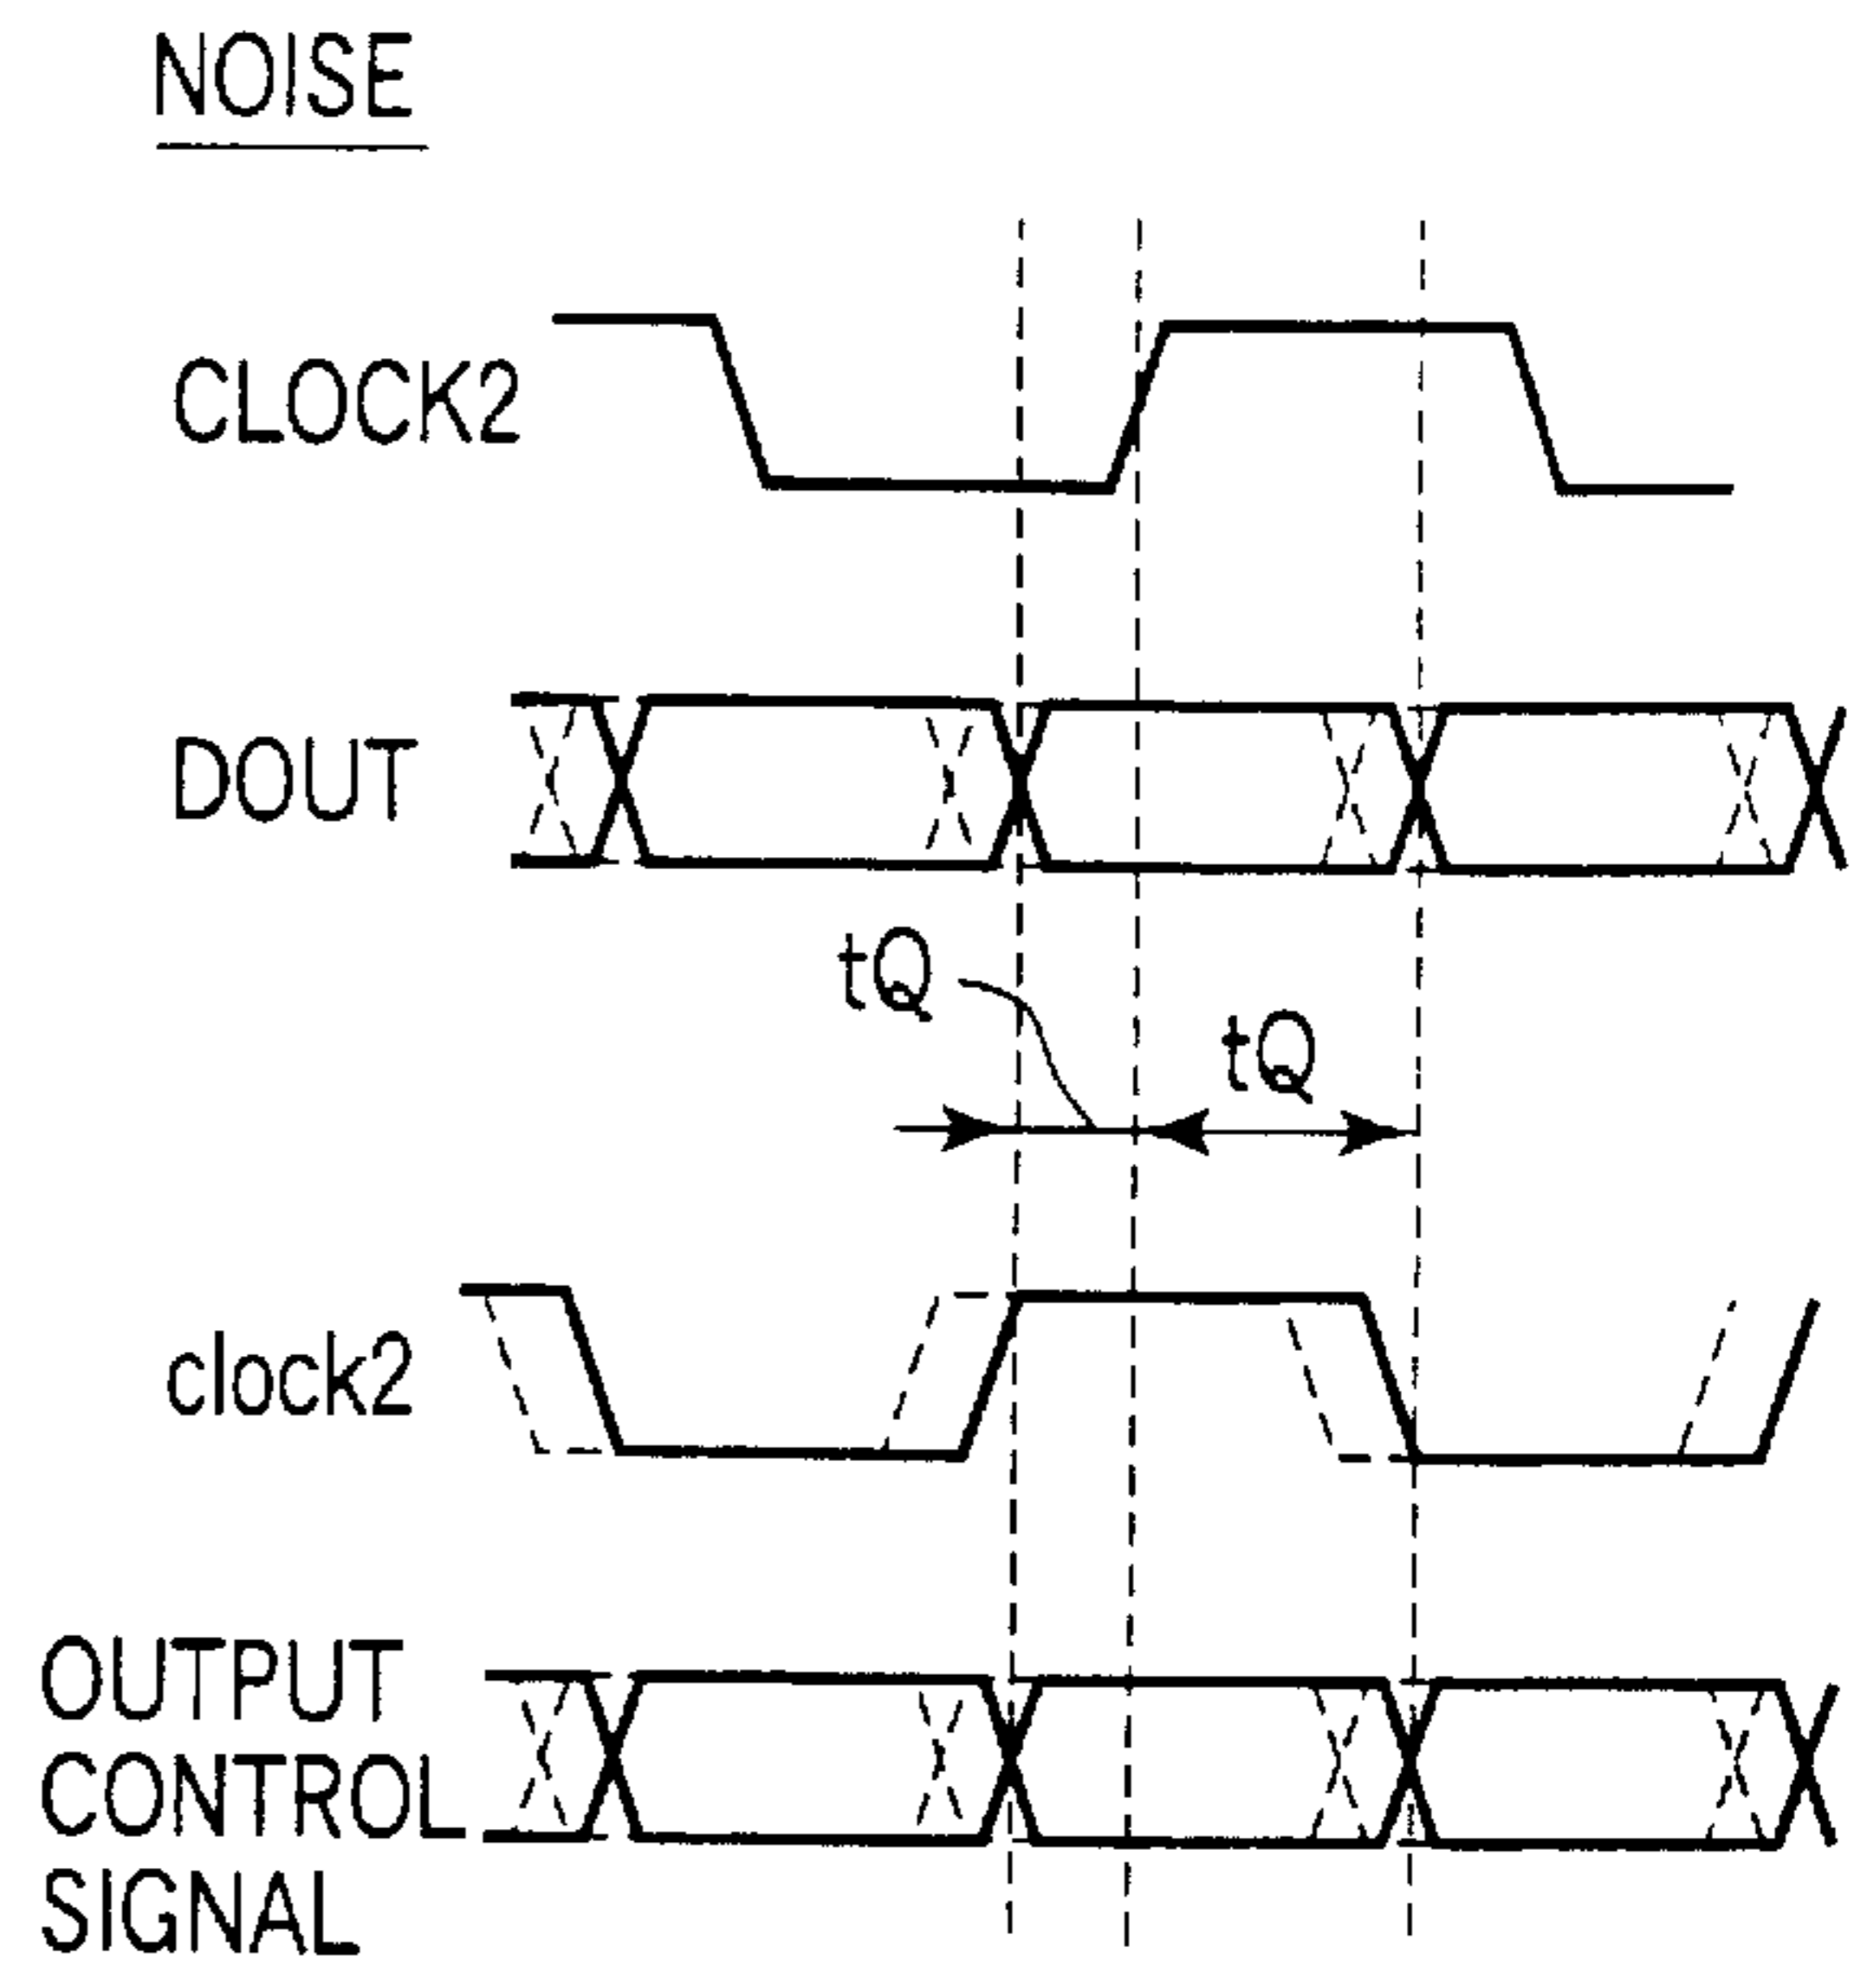 NOISE
CLOCK2
DOUT
tQ
tQ
clock2
OUTPUT
CONTROL
SIGNAL